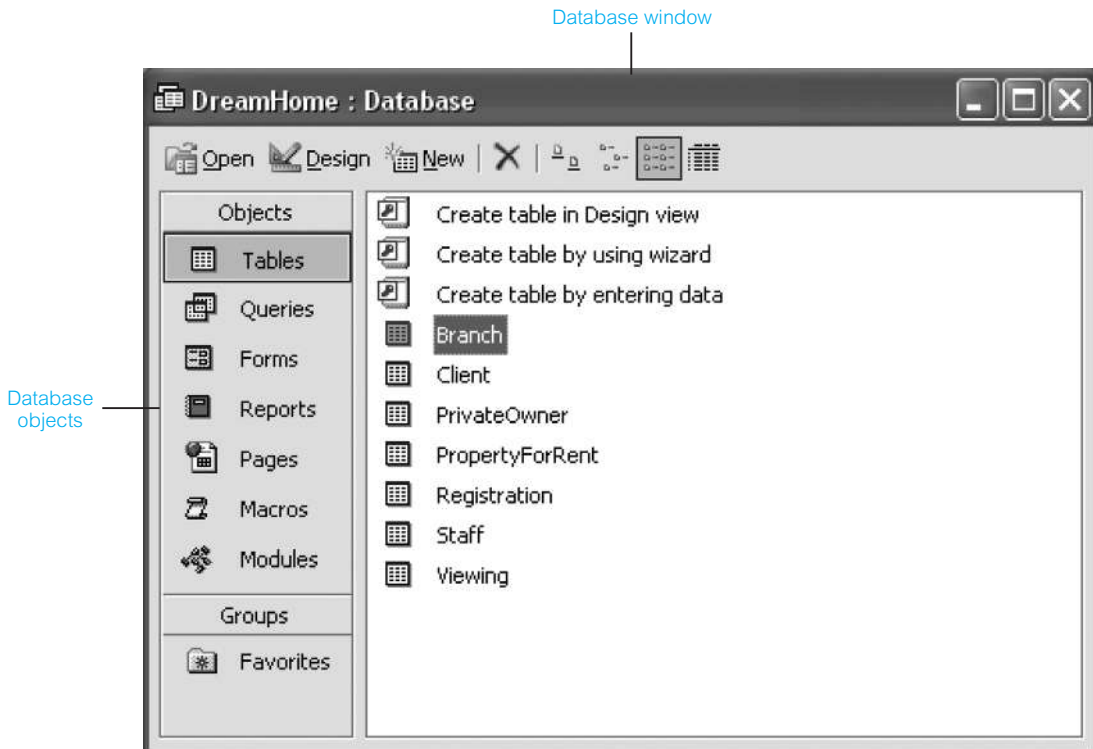 Database window
DreamHome : Database
Open Design New
Objects
Tables
Queries
Forms
Reports
Pages
Macros
Modules
Groups
Favorites
Create table in Design view
Create table by using wizard
Create table by entering data
Branch
Client
PrivateOwner
PropertyForRent
Registration
Staff
Viewing
Database
objects